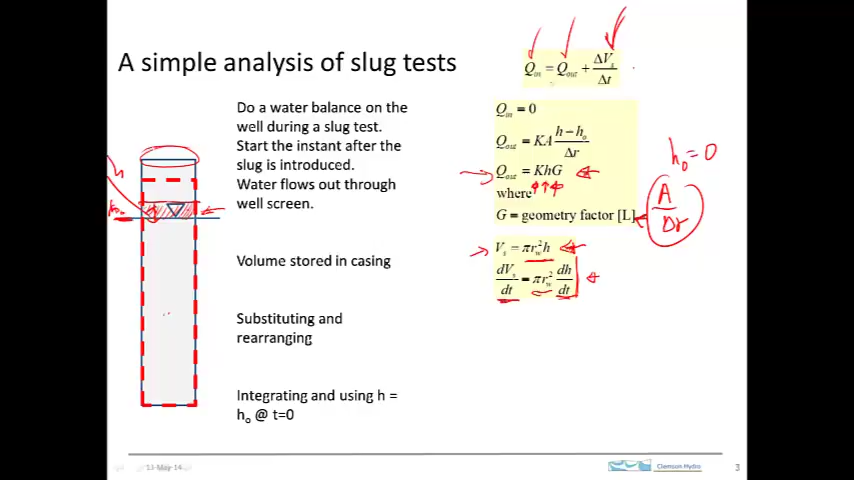 A simple analysis of slug tests
Q_in = Q_out + ΔV_s/Δt
Do a water balance on the
well during a slug test.
Start the instant after the
slug is introduced.
Water flows out through
well screen.
Q_in = 0
Q_out = KA (h − h_o)/Δr
Q_out = KhG
where
G = geometry factor [L]
h_o = 0
A/Δr
h
h_o
Volume stored in casing
V_s = πr_w²h
dV_s/dt = πr_w² dh/dt
Substituting and
rearranging
Integrating and using h =
h_o @ t=0
13-May-14
Clemson Hydro
3